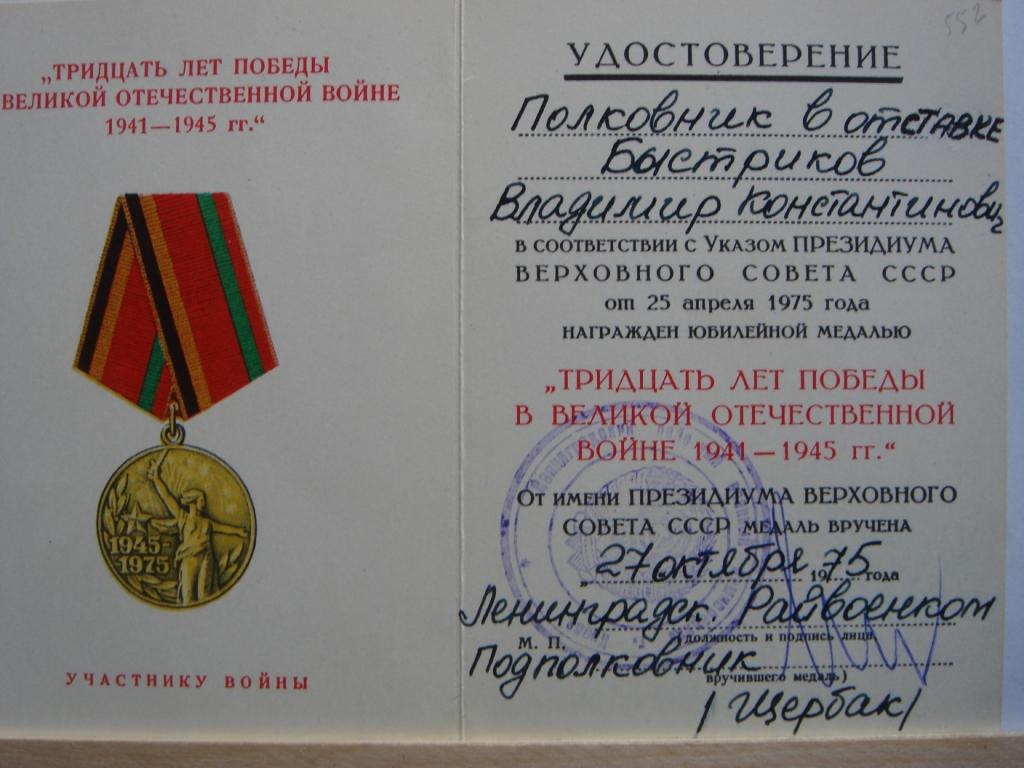 „ТРИДЦАТЬ ЛЕТ ПОБЕДЫ
ВЕЛИКОЙ ОТЕЧЕСТВЕННОЙ ВОЙНЕ
1941—1945 гг.“
1945-
1975
УЧАСТНИКУ ВОЙНЫ
552
УДОСТОВЕРЕНИЕ
Полковник в отставке
Быстриков
Владимир Константинович
в соответствии с Указом ПРЕЗИДИУМА
ВЕРХОВНОГО СОВЕТА СССР
от 25 апреля 1975 года
НАГРАЖДЕН ЮБИЛЕЙНОЙ МЕДАЛЬЮ
„ТРИДЦАТЬ ЛЕТ ПОБЕДЫ
В ВЕЛИКОЙ ОТЕЧЕСТВЕННОЙ
ВОЙНЕ 1941—1945 гг.“
От имени ПРЕЗИДИУМА ВЕРХОВНОГО
СОВЕТА СССР МЕДАЛЬ ВРУЧЕНА
„27 октября 1975 года
Ленинградск. Райвоенком
М. П. (должность и подпись лица,
Подполковник
вручившего медаль)
/Щербак/